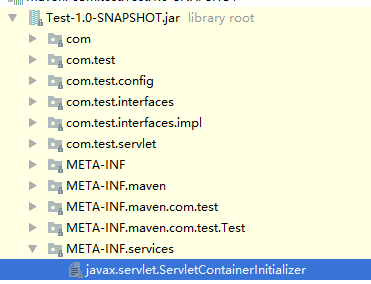 Test-1.0-SNAPSHOT.jar library root
com
com.test
com.test.config
com.test.interfaces
com.test.interfaces.impl
com.test.servlet
META-INF
META-INF.maven
META-INF.maven.com.test
META-INF.maven.com.test.Test
META-INF.services
javax.servlet.ServletContainerInitializer